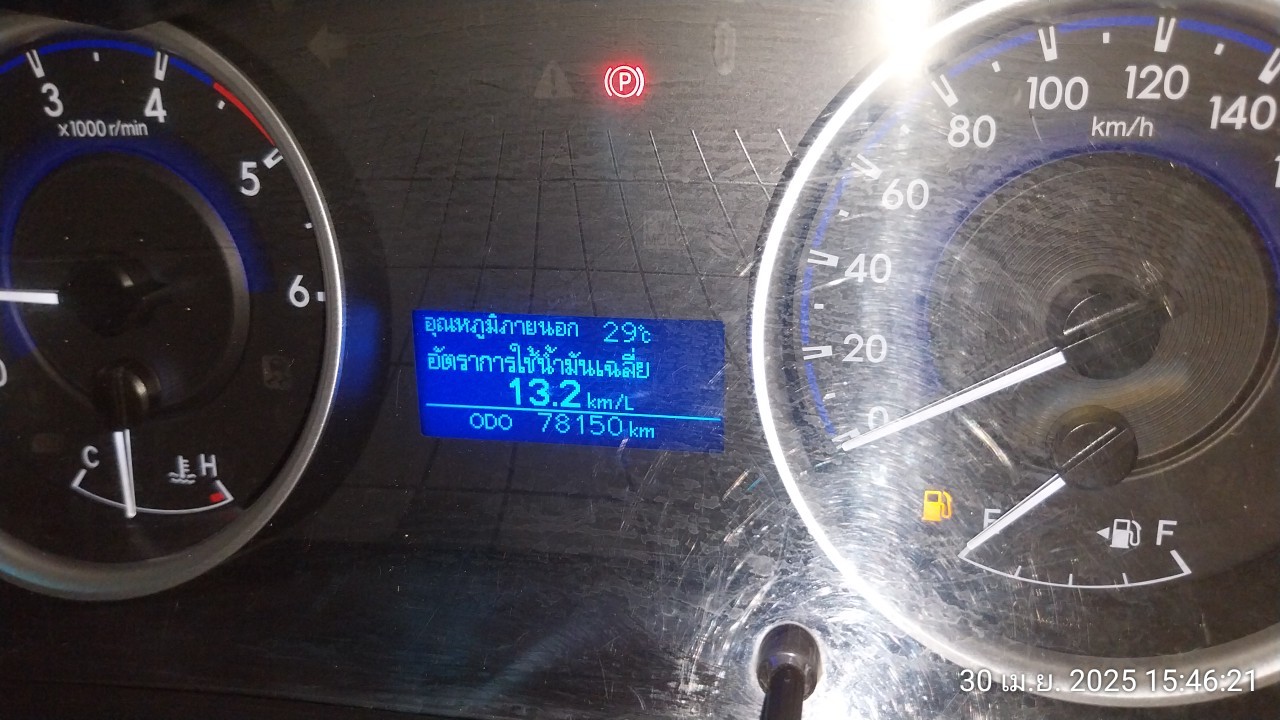 3
4
x1000 r/min
5
6
C
H
P
อุณหภูมิภายนอก 29℃
อัตราการใช้น้ำมันเฉลี่ย
13.2 km/L
ODO 78150 km
0
20
40
60
80
100
120
140
km/h
E
F
30 เม.ย. 2025 15:46:21